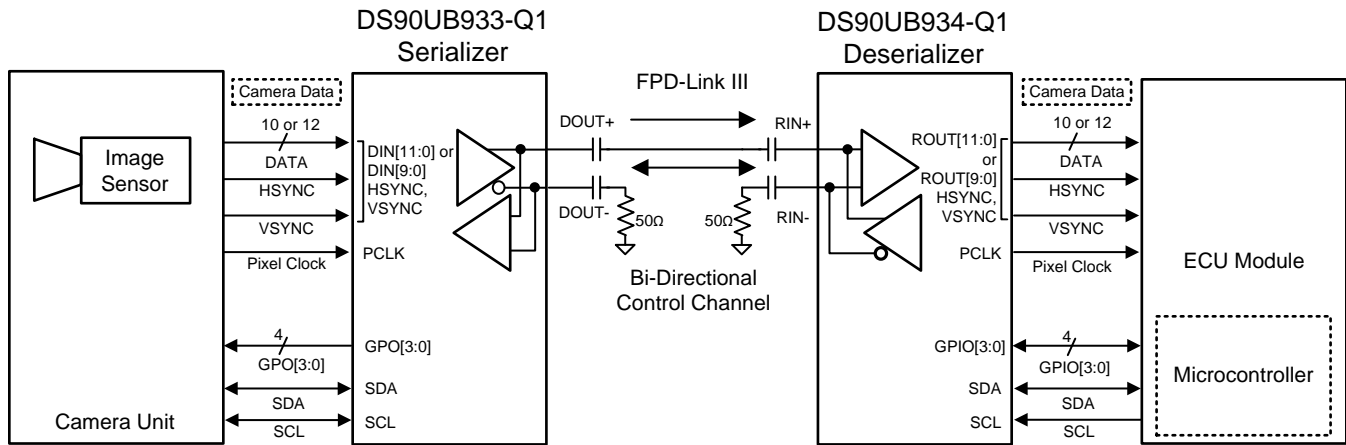 DS90UB933-Q1
Serializer
DS90UB934-Q1
Deserializer
Camera Data
FPD-Link III
Camera Data
10 or 12
DATA
HSYNC
VSYNC
Pixel Clock
Image
Sensor
DIN[11:0] or
DIN[9:0]
HSYNC,
VSYNC
PCLK
DOUT+
DOUT-
50Ω
RIN+
RIN-
50Ω
Bi-Directional
Control Channel
ROUT[11:0]
or
ROUT[9:0]
HSYNC,
VSYNC
PCLK
10 or 12
DATA
HSYNC
VSYNC
Pixel Clock
ECU Module
4
GPO[3:0]
SDA
SCL
GPO[3:0]
SDA
SCL
GPIO[3:0]
SDA
SCL
4
GPIO[3:0]
SDA
SCL
Microcontroller
Camera Unit